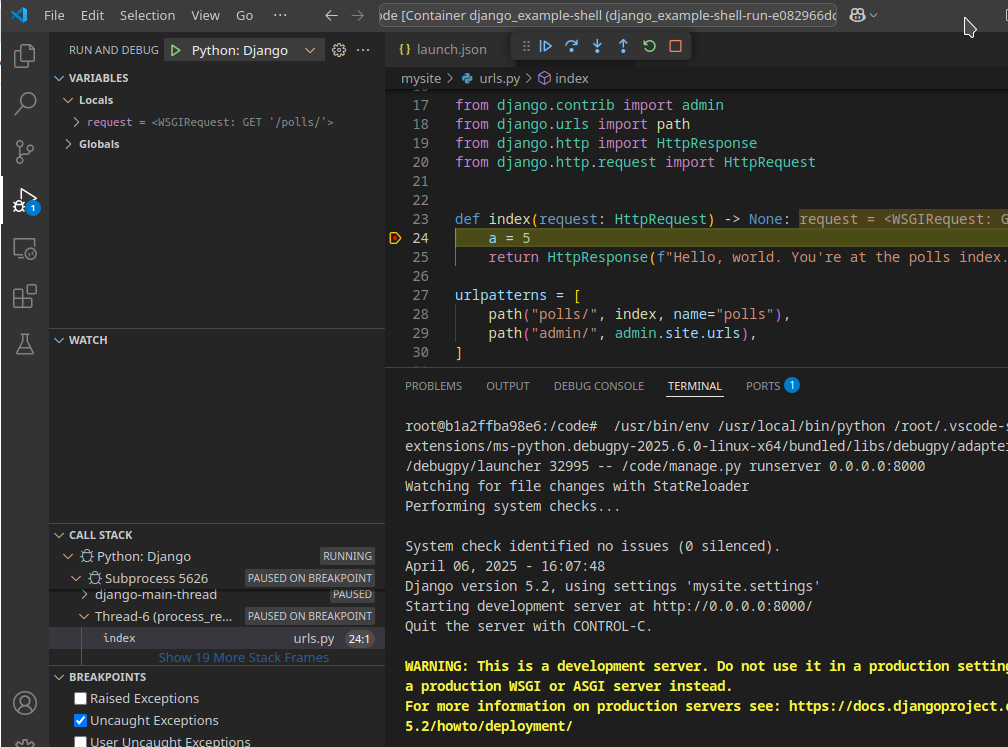 File Edit Selection View Go ··· ← → ode [Container django_example-shell (django_example-shell-run-e082966dc
RUN AND DEBUG Python: Django ···
{} launch.json
VARIABLES
Locals
request = <WSGIRequest: GET '/polls/'>
Globals
1
WATCH
CALL STACK
Python: Django RUNNING
Subprocess 5626 PAUSED ON BREAKPOINT
django-main-thread PAUSED
Thread-6 (process_re... PAUSED ON BREAKPOINT
index urls.py 24:1
Show 19 More Stack Frames
BREAKPOINTS
Raised Exceptions
Uncaught Exceptions
User Uncaught Exceptions
mysite > urls.py > index
17 from django.contrib import admin
18 from django.urls import path
19 from django.http import HttpResponse
20 from django.http.request import HttpRequest
21
22
23 def index(request: HttpRequest) -> None: request = <WSGIRequest: G
24 a = 5
25 return HttpResponse(f"Hello, world. You're at the polls index.
26
27 urlpatterns = [
28 path("polls/", index, name="polls"),
29 path("admin/", admin.site.urls),
30 ]
PROBLEMS OUTPUT DEBUG CONSOLE TERMINAL PORTS 1
root@b1a2ffba98e6:/code# /usr/bin/env /usr/local/bin/python /root/.vscode-s
extensions/ms-python.debugpy-2025.6.0-linux-x64/bundled/libs/debugpy/adapte
/debugpy/launcher 32995 -- /code/manage.py runserver 0.0.0.0:8000
Watching for file changes with StatReloader
Performing system checks...
System check identified no issues (0 silenced).
April 06, 2025 - 16:07:48
Django version 5.2, using settings 'mysite.settings'
Starting development server at http://0.0.0.0:8000/
Quit the server with CONTROL-C.
WARNING: This is a development server. Do not use it in a production setting
a production WSGI or ASGI server instead.
For more information on production servers see: https://docs.djangoproject.c
5.2/howto/deployment/